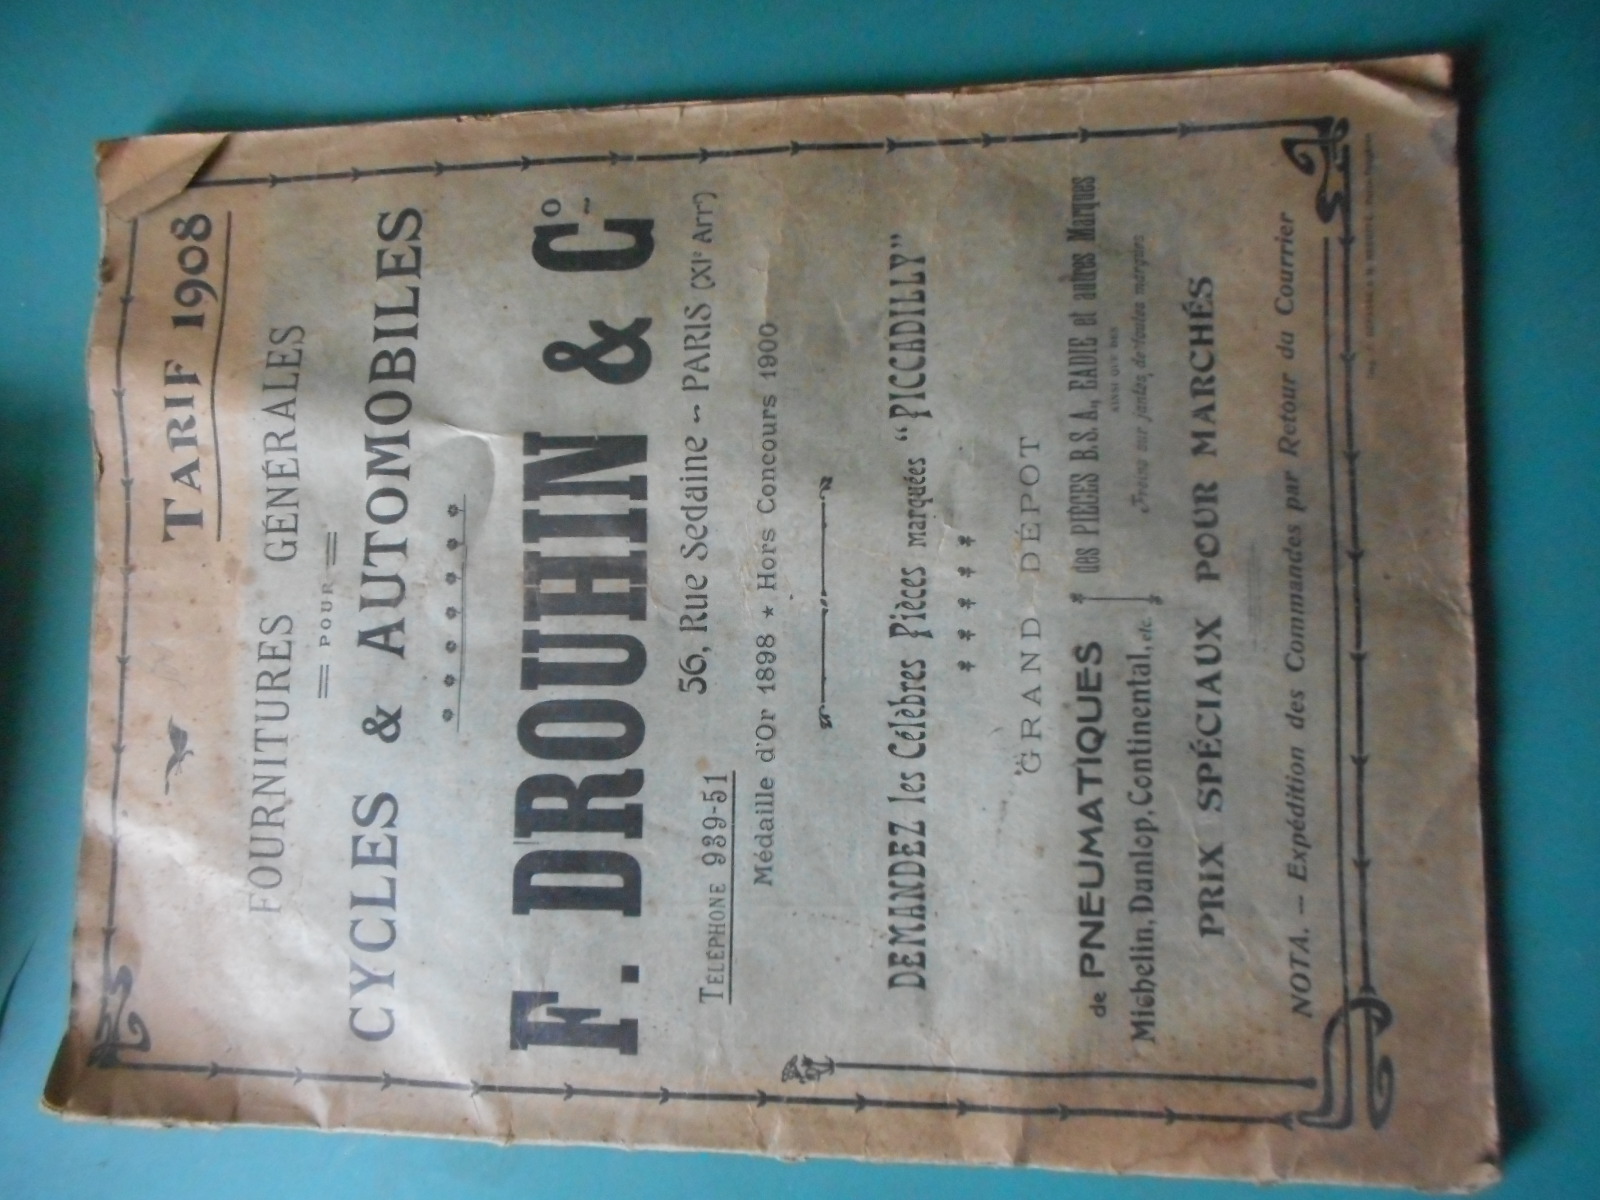 TARIF 1908
FOURNITURES GÉNÉRALES
POUR
CYCLES & AUTOMOBILES
F. DROUHIN & Cº
TÉLÉPHONE 939-51
56, Rue Sedaine ~ PARIS (XIe Arrt)
Médaille d'Or 1898 ★ Hors Concours 1900
DEMANDEZ les Célèbres Pièces marquées "PICCADILLY"
GRAND DÉPOT
de PNEUMATIQUES
Michelin, Dunlop, Continental, etc.
des PIÈCES B.S.A., EADIE et autres Marques
AINSI QUE DES
Freins sur jantes de toutes marques
PRIX SPÉCIAUX POUR MARCHÉS
NOTA. — Expédition des Commandes par Retour du Courrier